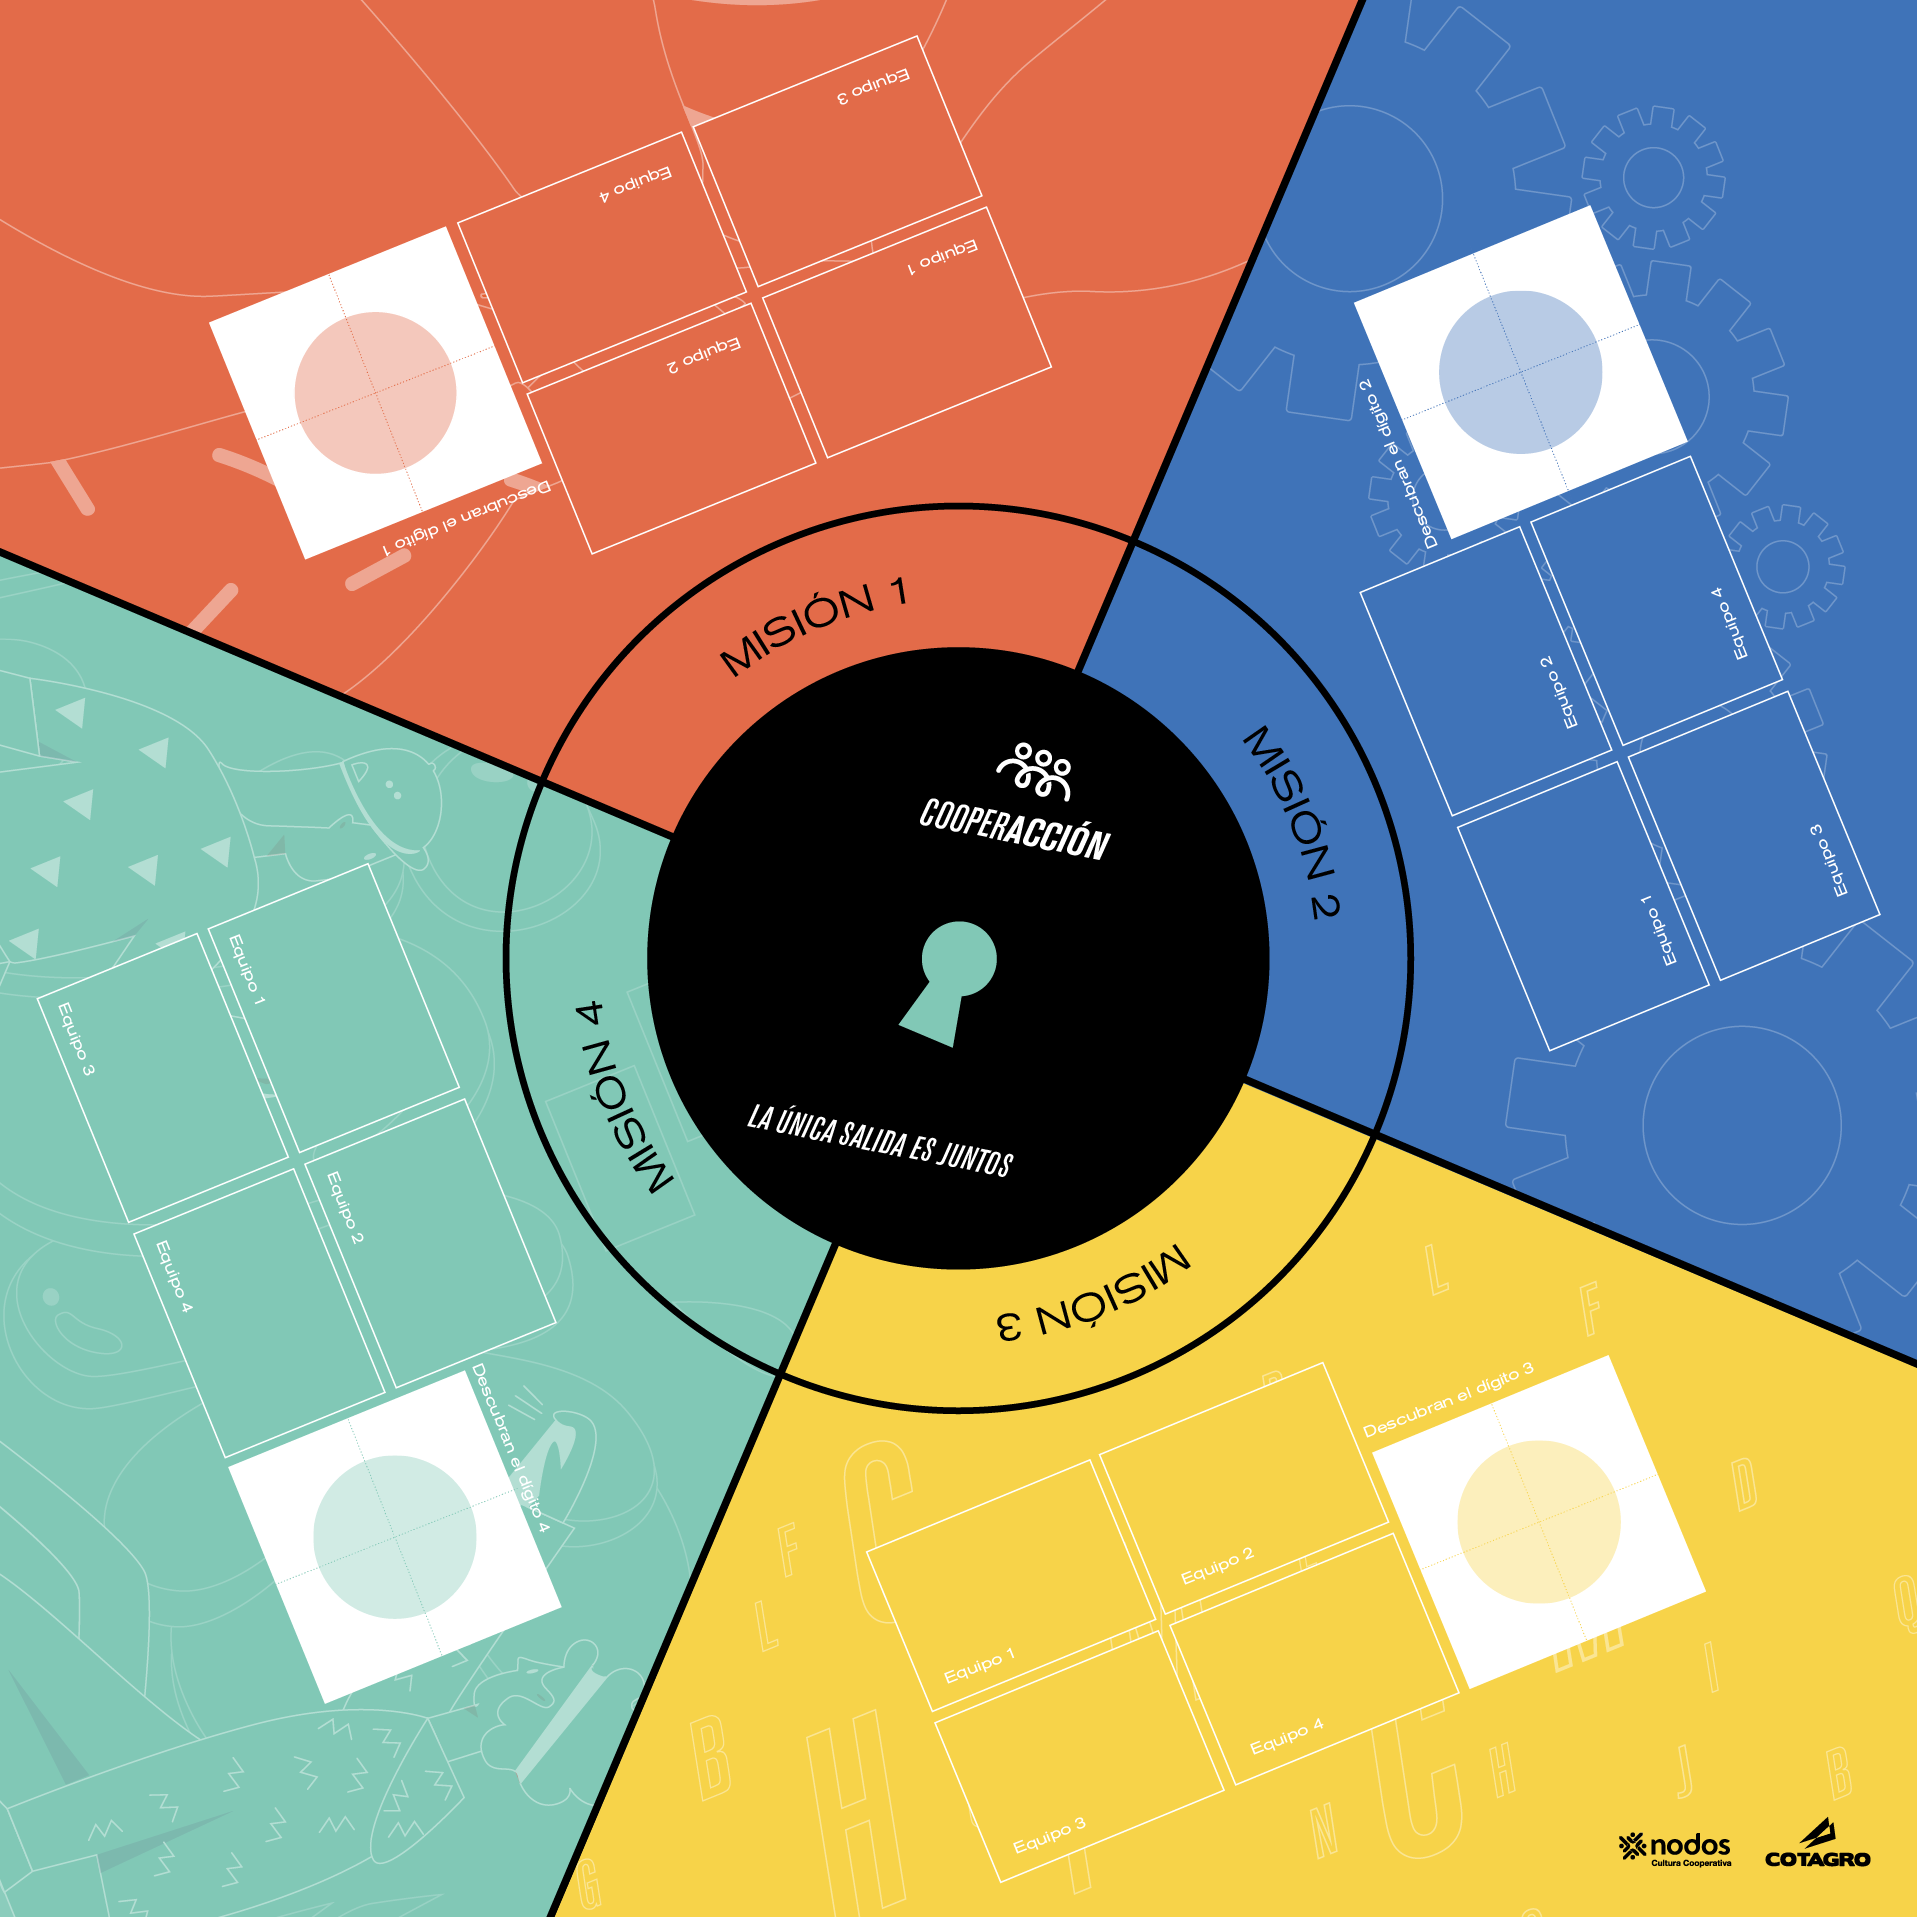 MISIÓN 1
Equipo 1
Equipo 2
Equipo 3
Equipo 4
Descubran el dígito 1
MISIÓN 2
Equipo 1
Equipo 2
Equipo 3
Equipo 4
Descubran el dígito 2
MISIÓN 3
Equipo 1
Equipo 2
Equipo 3
Equipo 4
Descubran el dígito 3
MISIÓN 4
Equipo 1
Equipo 2
Equipo 3
Equipo 4
Descubran el dígito 4
COOPERACCIÓN
LA ÚNICA SALIDA ES JUNTOS
L
F
D
Q
I
F
L
B
H
C
G
N
H
J
B
nodos
Cultura Cooperativa
COTAGRO